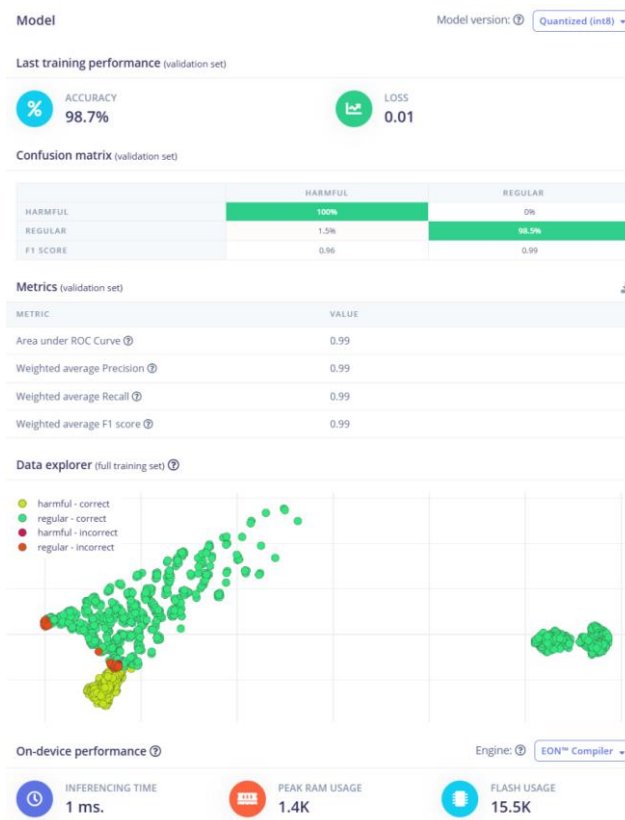 Model
Model version: Quantized (int8)
Last training performance (validation set)
ACCURACY
98.7%
LOSS
0.01
Confusion matrix (validation set)
HARMFUL REGULAR
HARMFUL 100% 0%
REGULAR 1.5% 98.5%
F1 SCORE 0.96 0.99
Metrics (validation set)
METRIC VALUE
Area under ROC Curve 0.99
Weighted average Precision 0.99
Weighted average Recall 0.99
Weighted average F1 score 0.99
Data explorer (full training set)
harmful - correct
regular - correct
harmful - incorrect
regular - incorrect
On-device performance
Engine: EON™ Compiler
INFERENCING TIME
1 ms.
PEAK RAM USAGE
1.4K
FLASH USAGE
15.5K